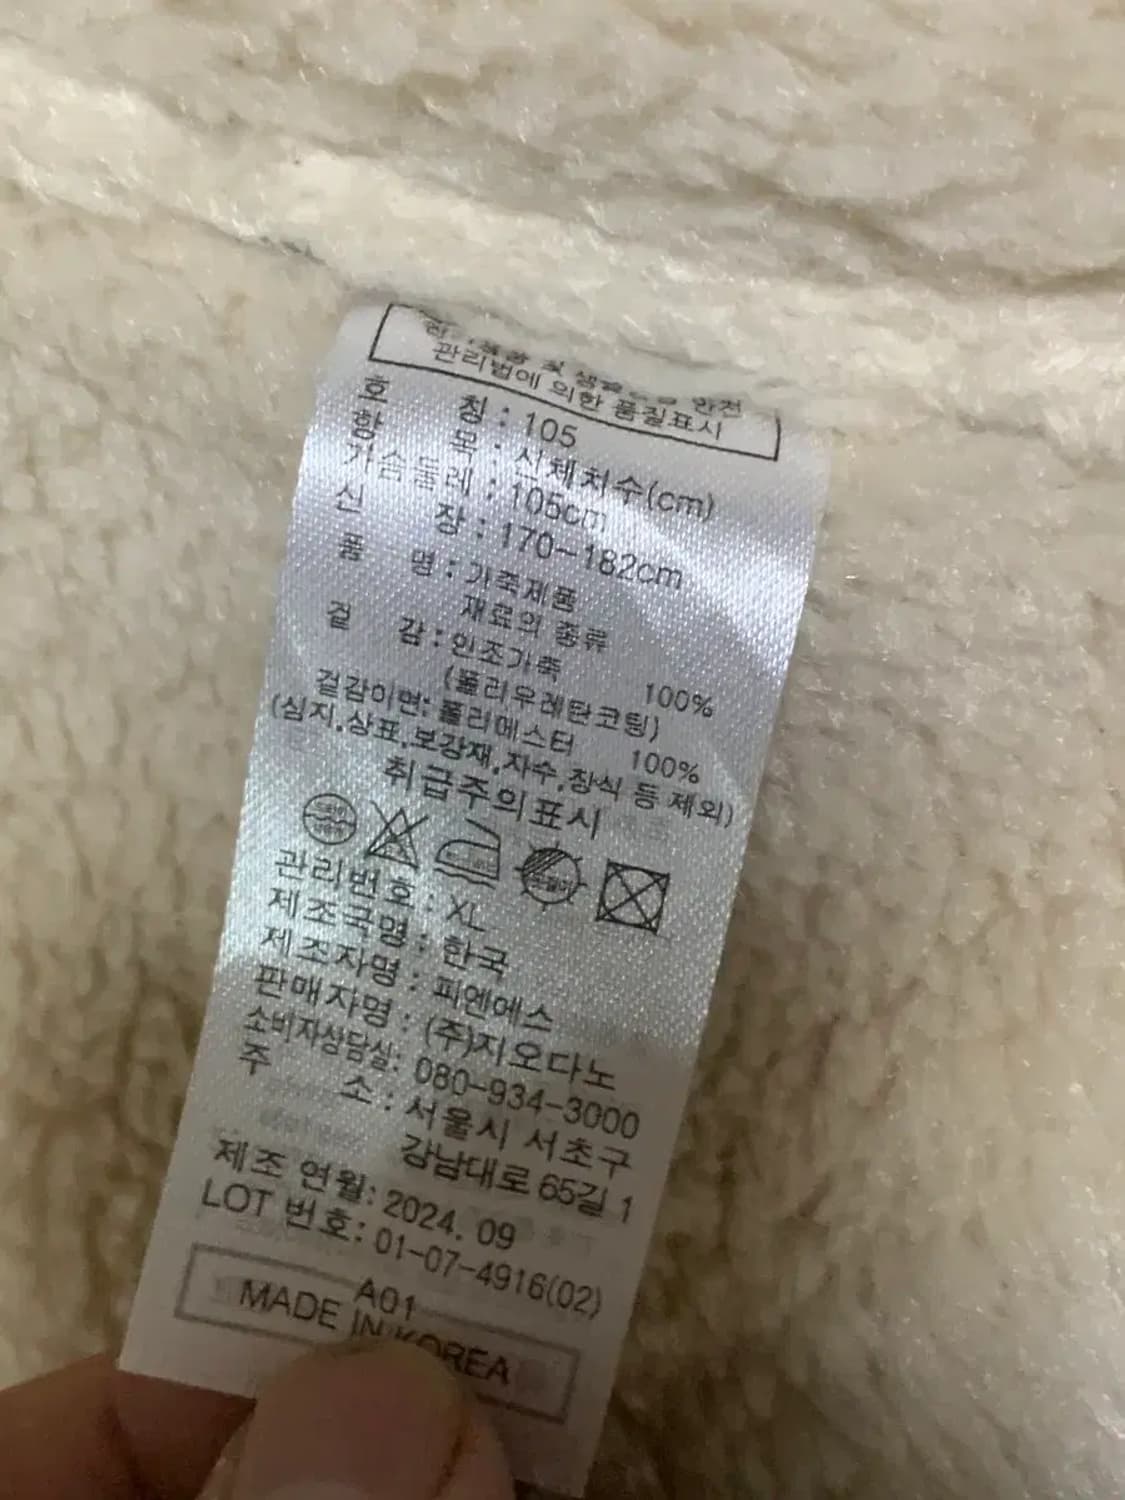 관리법에 의한 품질표시
호 칭 : 105
항 목 : 신체치수(cm)
가슴둘레 : 105cm
신 장 : 170~182cm
품 명 : 가죽제품
재료의 종류
겉 감 : 인조가죽 100%
(폴리우레탄코팅)
겉감이면: 폴리에스터 100%
(심지,상표,보강재,자수,장식 등 제외)
취급주의표시
관리번호 : XL
제조국명 : 한국
제조자명 : 피엔에스
판매자명 : (주)지오다노
소비자상담실: 080-934-3000
주 소 : 서울시 서초구
강남대로 65길 1
제조 연월: 2024. 09
LOT 번호: 01-07-4916(02)
A01
MADE IN KOREA